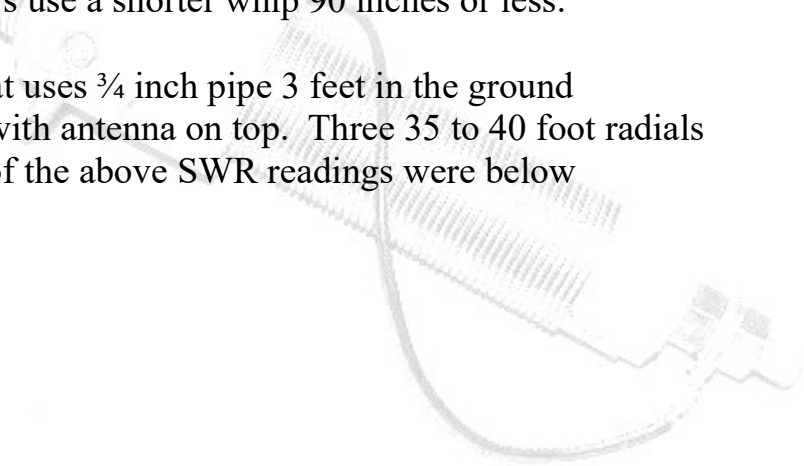 s use a shorter whip 90 inches or less.
at uses ¾ inch pipe 3 feet in the ground
with antenna on top.  Three 35 to 40 foot radials
of the above SWR readings were below